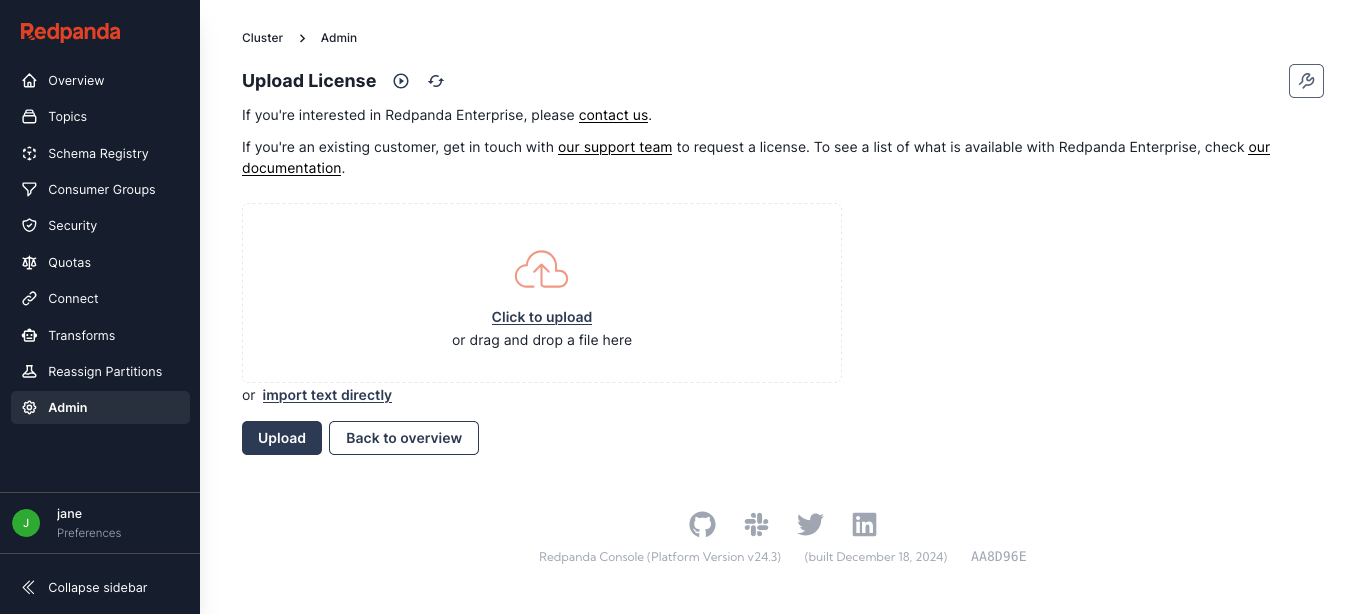 Redpanda
Overview
Topics
Schema Registry
Consumer Groups
Security
Quotas
Connect
Transforms
Reassign Partitions
Admin
J
jane
Preferences
Collapse sidebar
Cluster > Admin
Upload License
If you're interested in Redpanda Enterprise, please contact us.
If you're an existing customer, get in touch with our support team to request a license. To see a list of what is available with Redpanda Enterprise, check our
documentation.
Click to upload
or drag and drop a file here
or import text directly
Upload Back to overview
Redpanda Console (Platform Version v24.3) (built December 18, 2024) AA8D96E